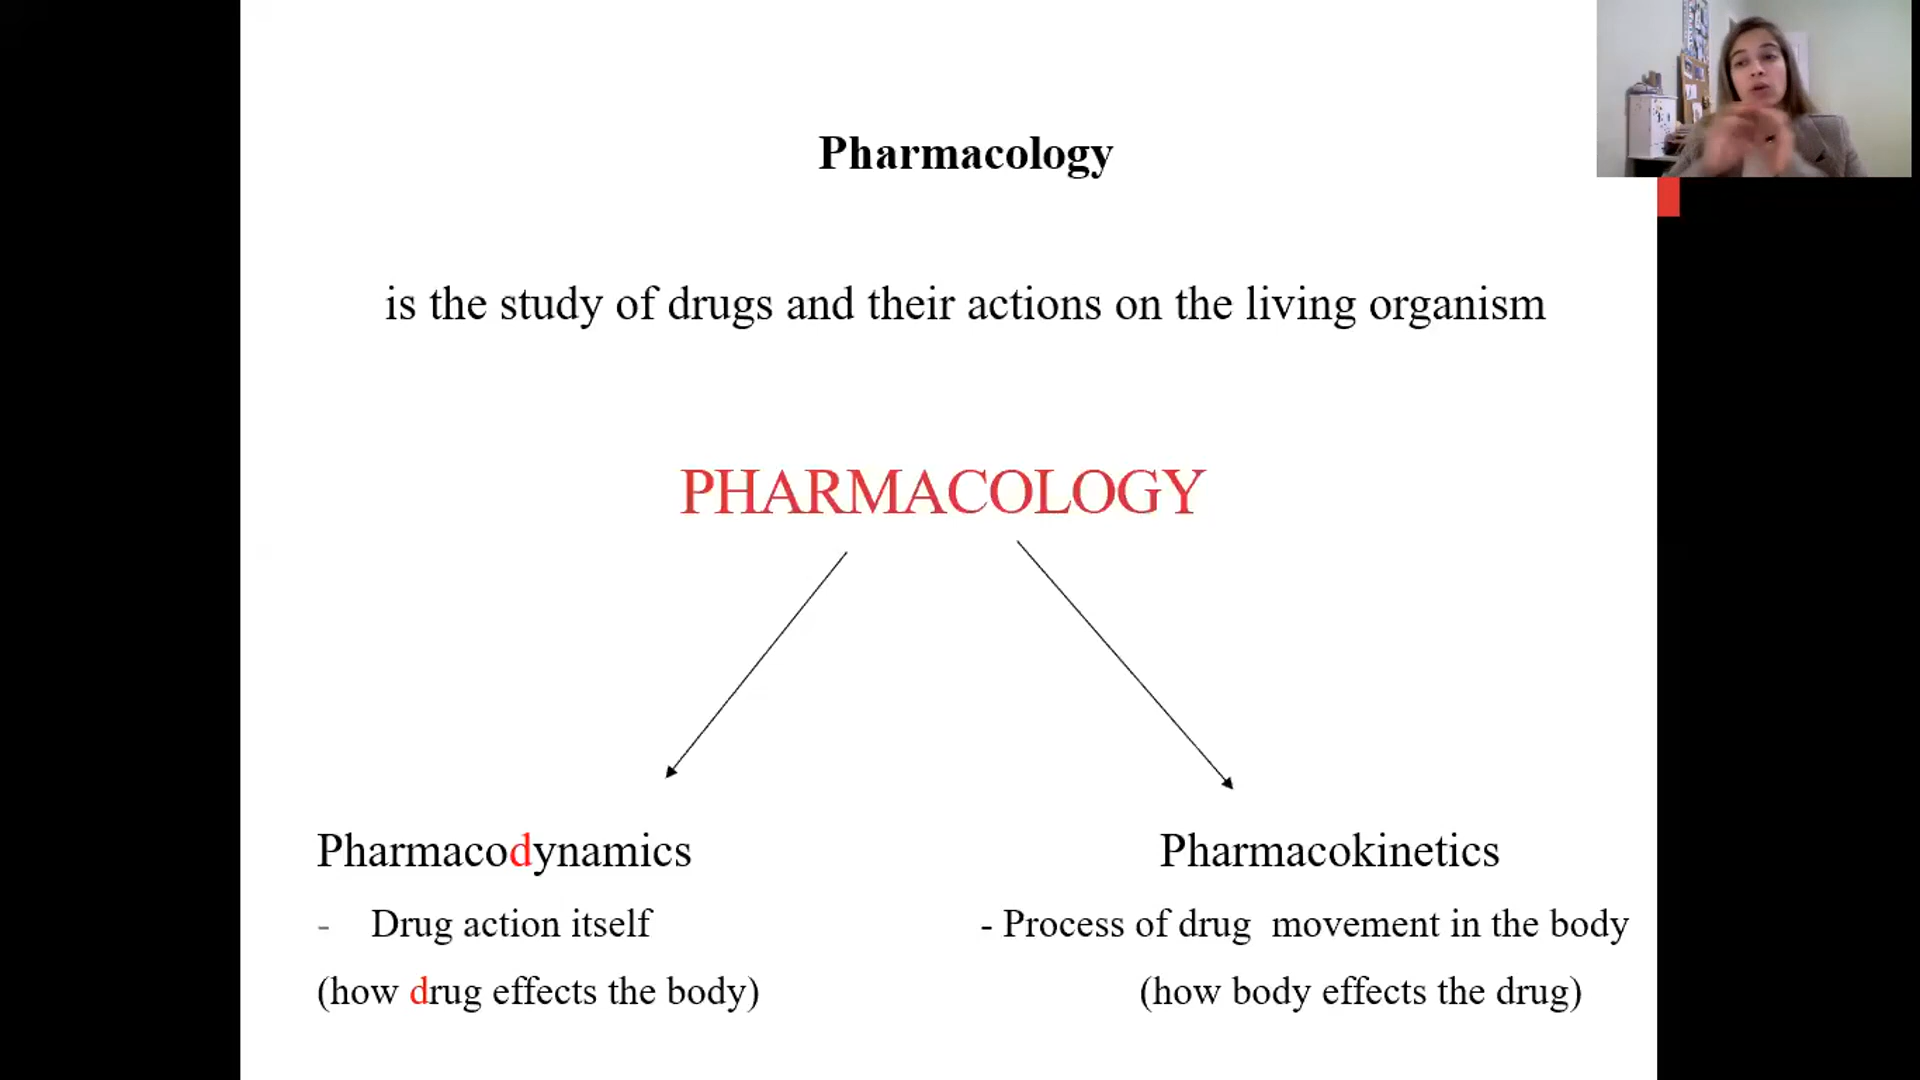 Pharmacology
is the study of drugs and their actions on the living organism
PHARMACOLOGY
Pharmacodynamics
- Drug action itself
(how drug effects the body)
Pharmacokinetics
- Process of drug movement in the body
(how body effects the drug)